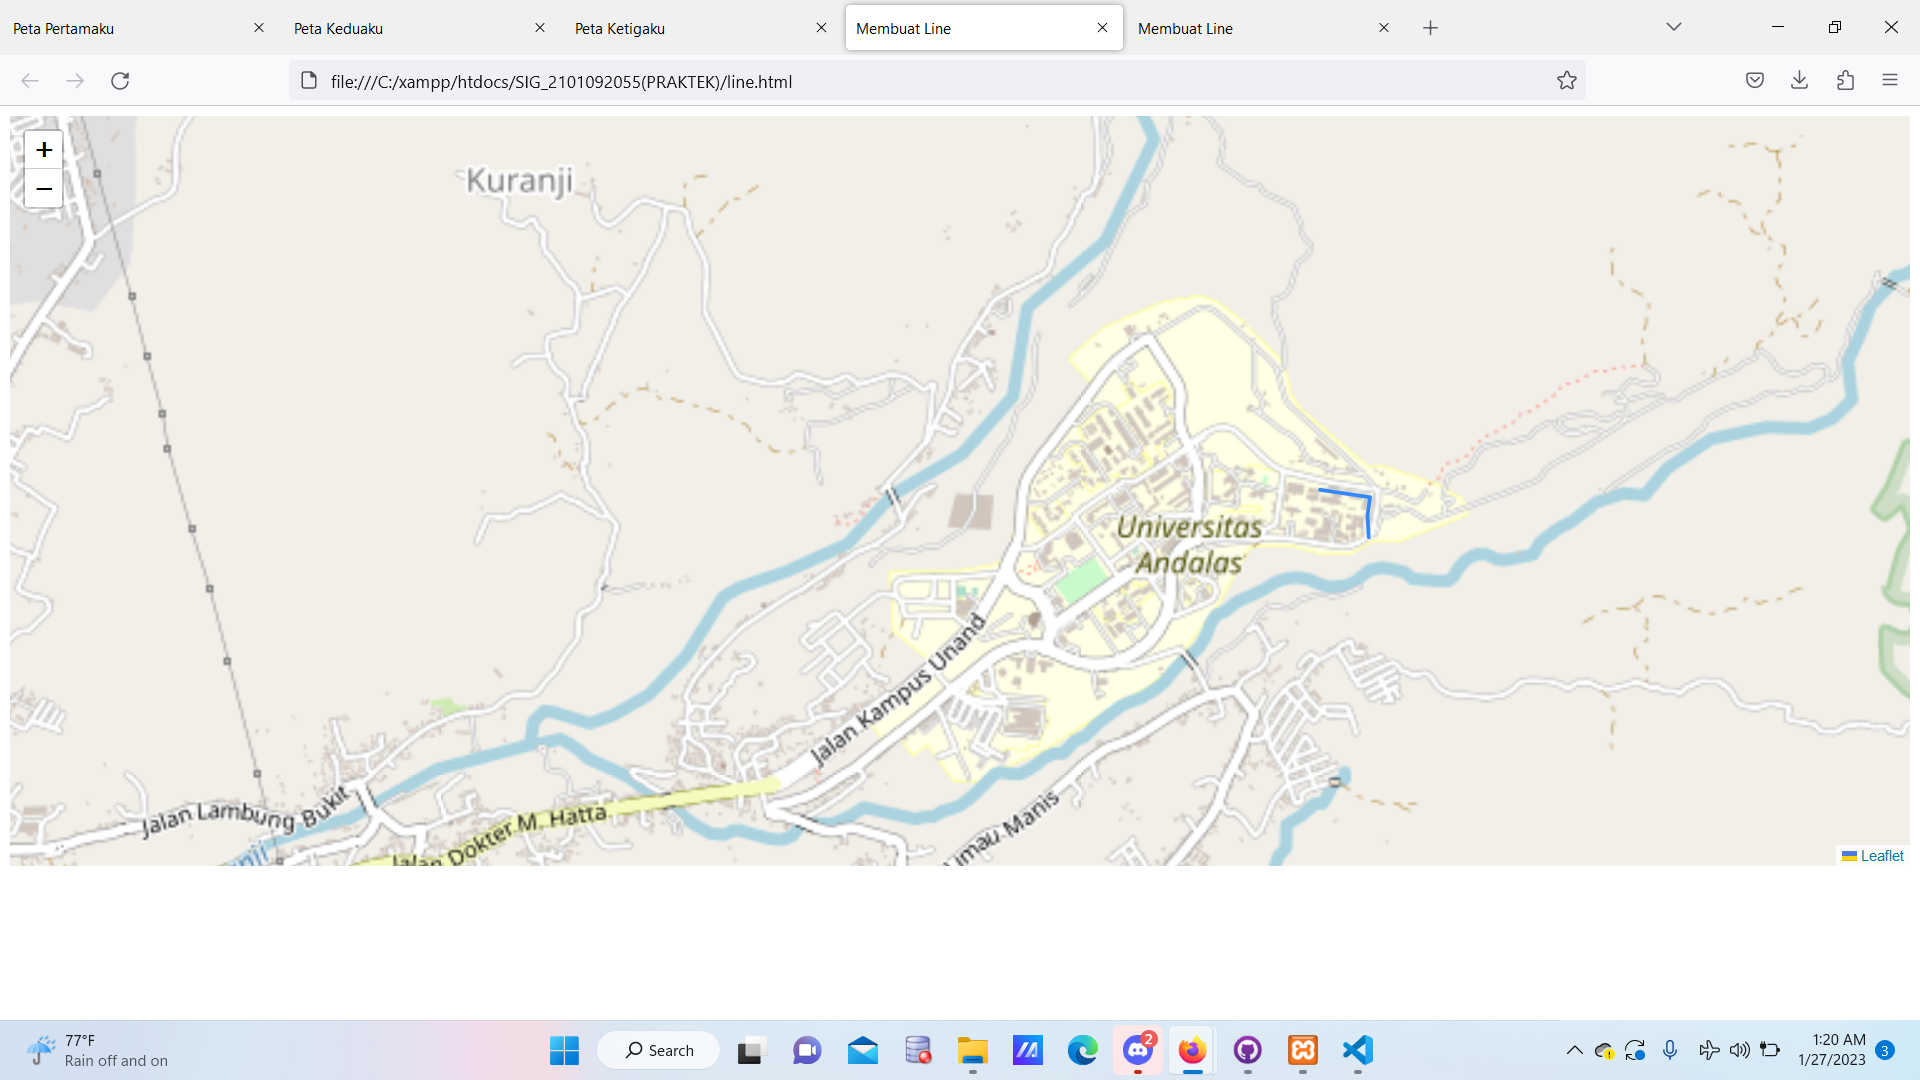 Peta Pertamaku
Peta Keduaku
Peta Ketigaku
Membuat Line
Membuat Line
file:///C:/xampp/htdocs/SIG_2101092055(PRAKTEK)/line.html
+
−
Kuranji
Universitas
Andalas
Jalan Kampus Unand
Jalan Lambung Bukit
Jalan Dokter M. Hatta
Limau Manis
Leaflet
77°F
Rain off and on
Search
2
1:20 AM
1/27/2023
3